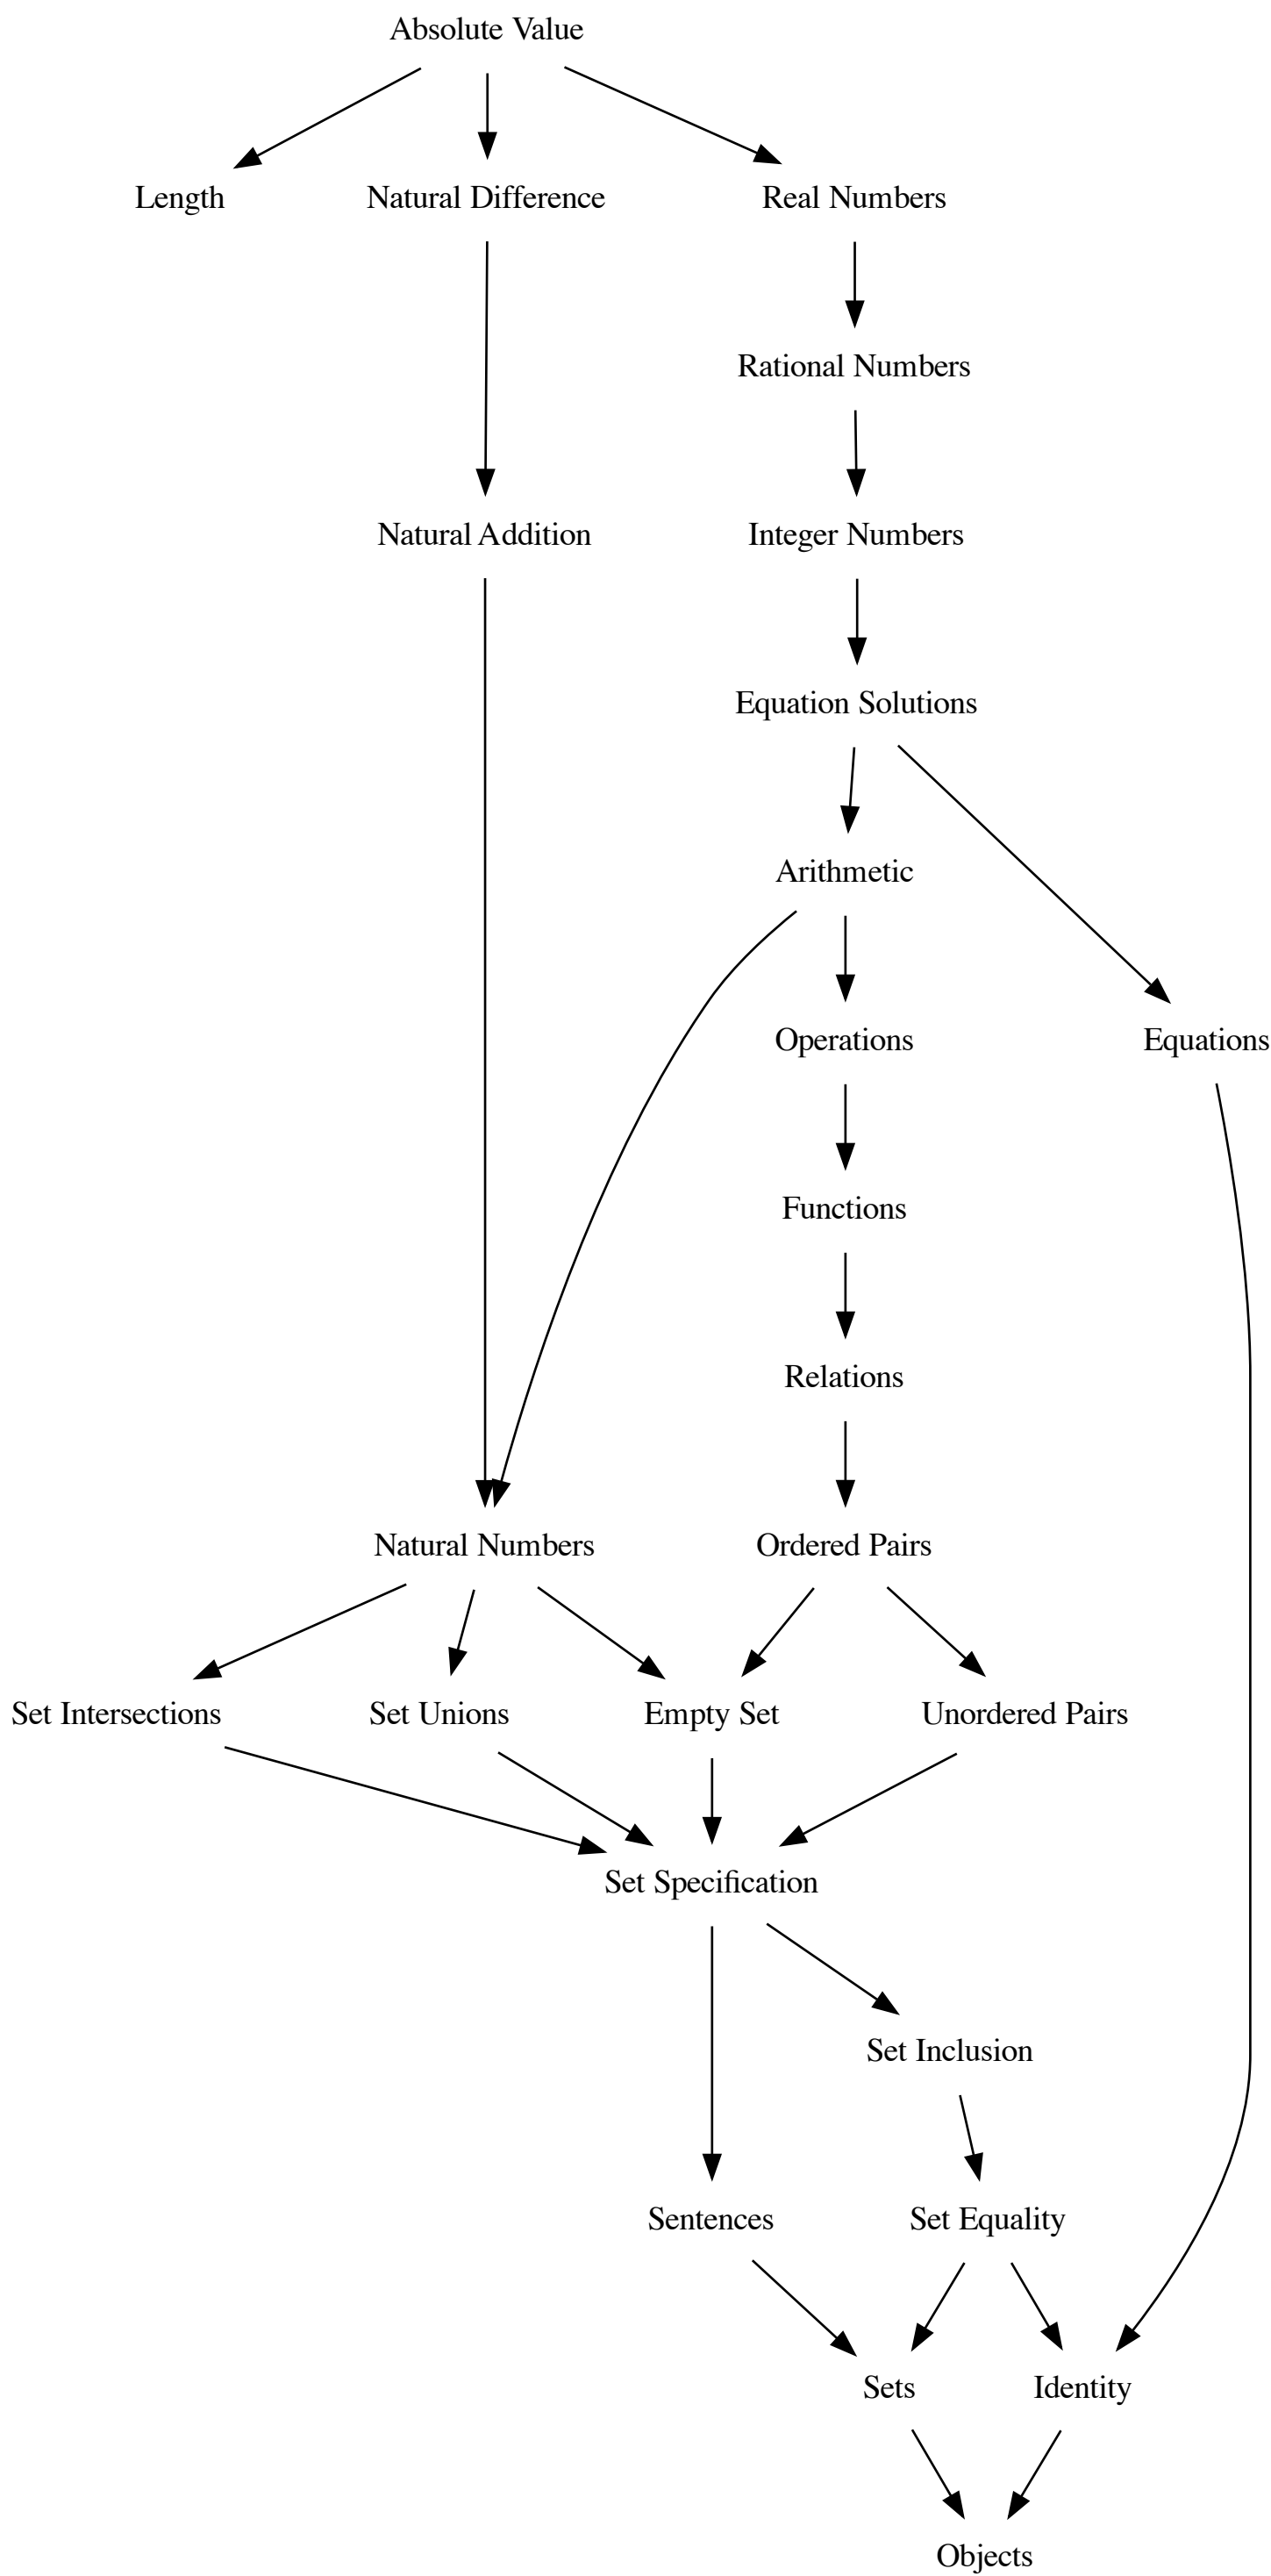 Absolute Value
Length
Natural Difference
Real Numbers
Rational Numbers
Natural Addition
Integer Numbers
Equation Solutions
Arithmetic
Operations
Equations
Functions
Relations
Natural Numbers
Ordered Pairs
Set Intersections
Set Unions
Empty Set
Unordered Pairs
Set Specification
Set Inclusion
Sentences
Set Equality
Sets
Identity
Objects